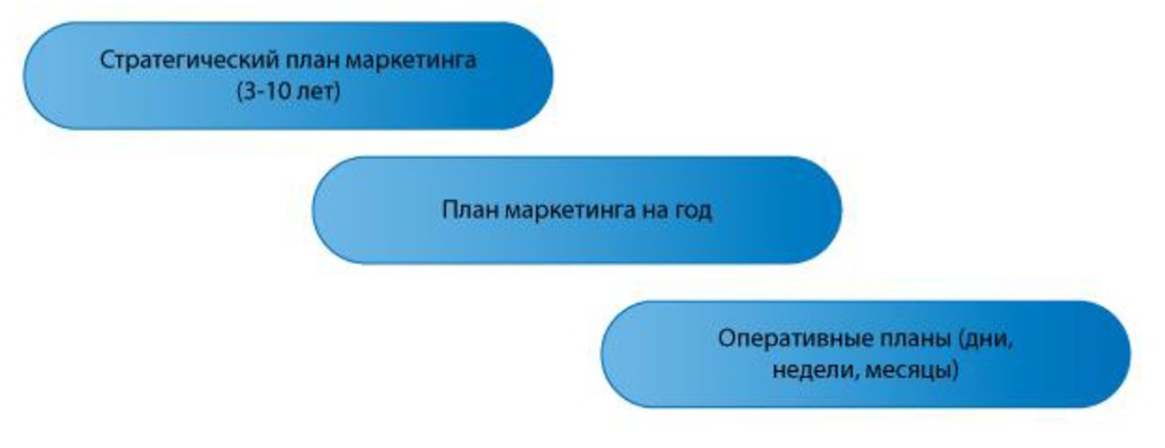 Стратегический план маркетинга
(3-10 лет)
План маркетинга на год
Оперативные планы (дни,
недели, месяцы)